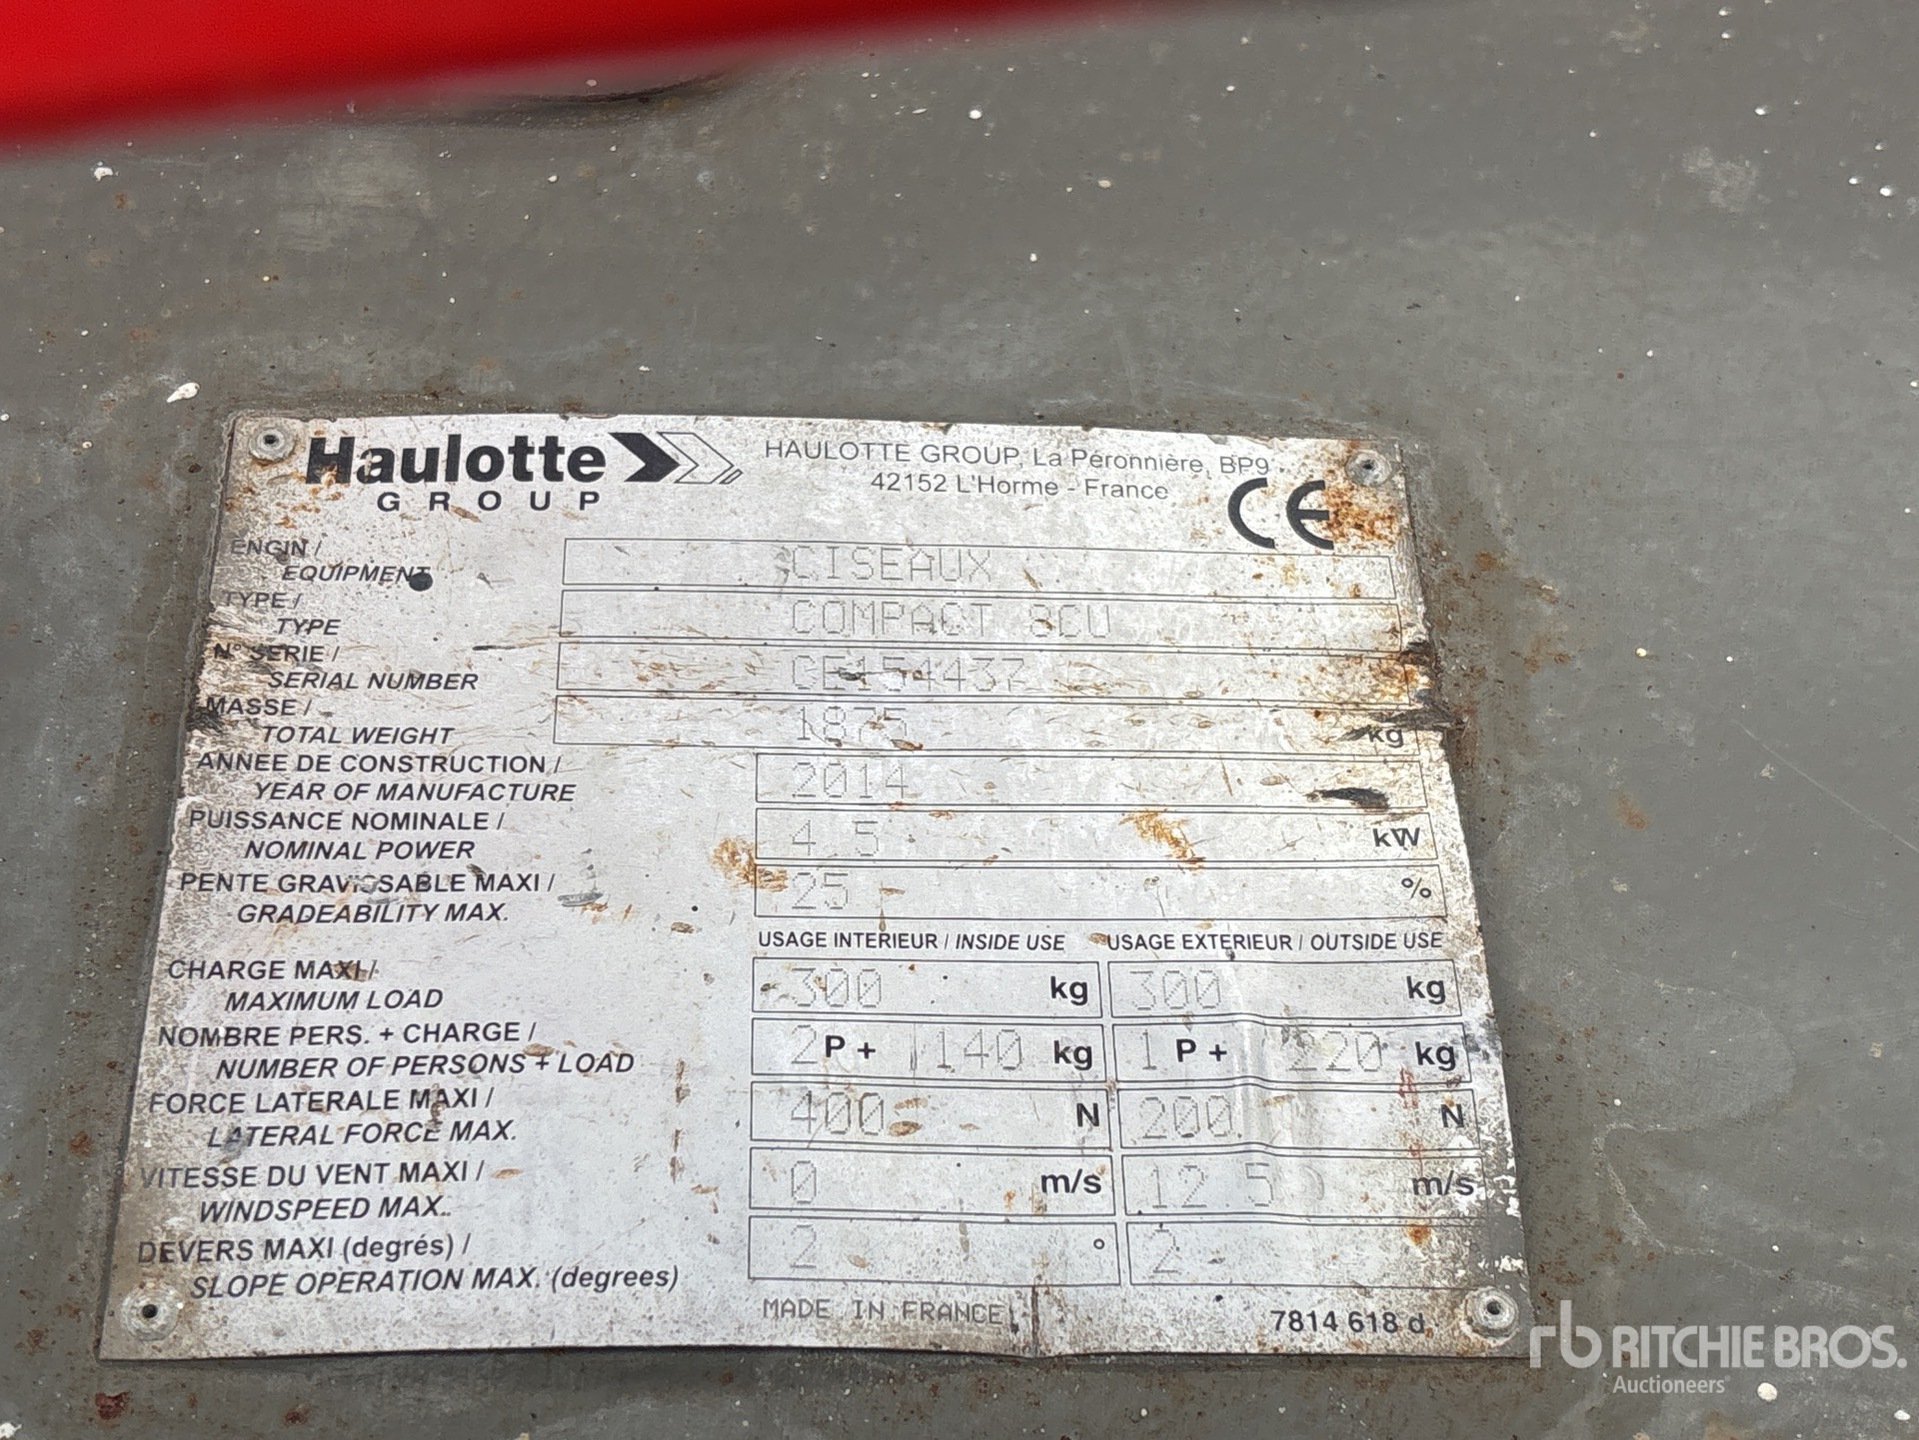 Haulotte
GROUP
HAULOTTE GROUP, La Péronnière, BP9
42152 L'Horme - France
CE
ENGIN /
EQUIPMENT
CISEAUX
TYPE /
TYPE
COMPACT 8CU
N° SERIE /
SERIAL NUMBER
CE154437
MASSE /
TOTAL WEIGHT
1875 kg
ANNEE DE CONSTRUCTION /
YEAR OF MANUFACTURE
2014
PUISSANCE NOMINALE /
NOMINAL POWER
4.5 kW
PENTE GRAVISSABLE MAXI /
GRADEABILITY MAX.
25 %
USAGE INTERIEUR / INSIDE USE USAGE EXTERIEUR / OUTSIDE USE
CHARGE MAXI /
MAXIMUM LOAD
300 kg 300 kg
NOMBRE PERS. + CHARGE /
NUMBER OF PERSONS + LOAD
2 P + 140 kg 1 P + 220 kg
FORCE LATERALE MAXI /
LATERAL FORCE MAX.
400 N 200 N
VITESSE DU VENT MAXI /
WINDSPEED MAX.
0 m/s 12.5 m/s
DEVERS MAXI (degrés) /
SLOPE OPERATION MAX. (degrees)
2 ° 2
MADE IN FRANCE
7814 618 d
rb RITCHIE BROS.
Auctioneers